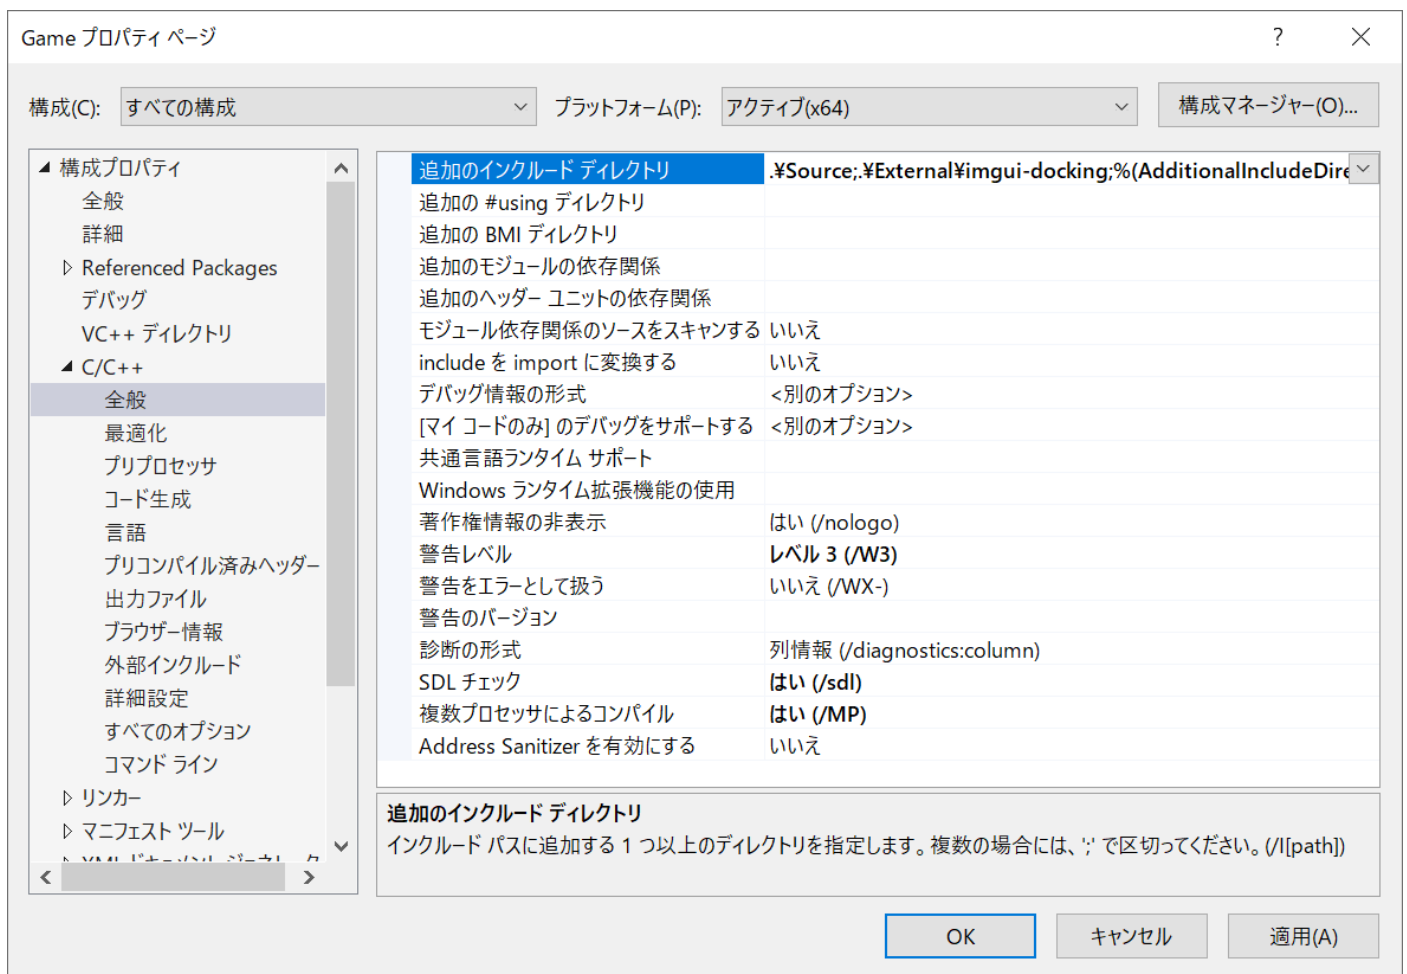 Game プロパティ ページ
?
構成(C): すべての構成 プラットフォーム(P): アクティブ(x64) 構成マネージャー(O)...
構成プロパティ
全般
詳細
Referenced Packages
デバッグ
VC++ ディレクトリ
C/C++
全般
最適化
プリプロセッサ
コード生成
言語
プリコンパイル済みヘッダー
出力ファイル
ブラウザー情報
外部インクルード
詳細設定
すべてのオプション
コマンド ライン
リンカー
マニフェスト ツール
追加のインクルード ディレクトリ .¥Source;.¥External¥imgui-docking;%(AdditionalIncludeDire
追加の #using ディレクトリ
追加の BMI ディレクトリ
追加のモジュールの依存関係
追加のヘッダー ユニットの依存関係
モジュール依存関係のソースをスキャンする いいえ
include を import に変換する いいえ
デバッグ情報の形式 <別のオプション>
[マイ コードのみ] のデバッグをサポートする <別のオプション>
共通言語ランタイム サポート
Windows ランタイム拡張機能の使用
著作権情報の非表示 はい (/nologo)
警告レベル レベル 3 (/W3)
警告をエラーとして扱う いいえ (/WX-)
警告のバージョン
診断の形式 列情報 (/diagnostics:column)
SDL チェック はい (/sdl)
複数プロセッサによるコンパイル はい (/MP)
Address Sanitizer を有効にする いいえ
追加のインクルード ディレクトリ
インクルード パスに追加する 1 つ以上のディレクトリを指定します。複数の場合には、';' で区切ってください。(/I[path])
OK キャンセル 適用(A)